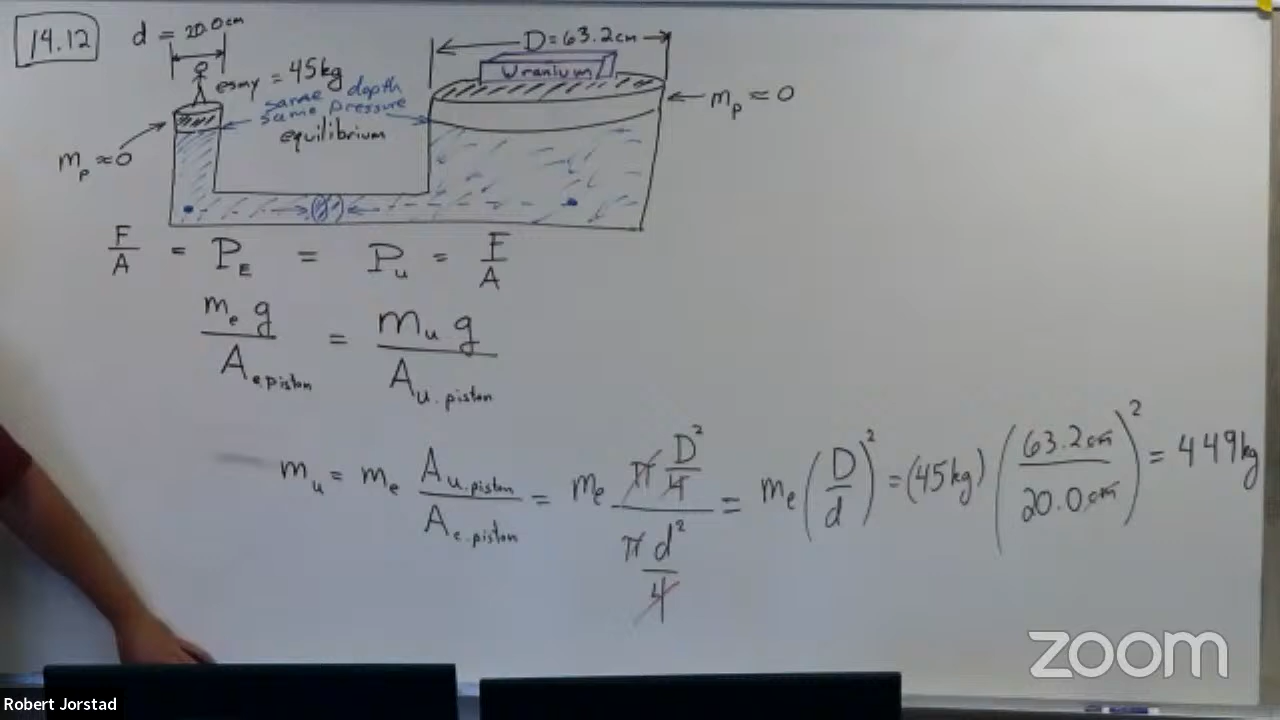 14.12
d = 20.0cm
D = 63.2cm
esmy = 45kg
Uranium
same depth
same pressure
equilibrium
m_p ≈ 0
m_p ≈ 0
F/A = P_E = P_u = F/A
m_e g / A_e.piston = m_u g / A_u.piston
m_u = m_e A_u.piston / A_e.piston = m_e (π D²/4) / (π d²/4) = m_e (D/d)² = (45kg) (63.2cm / 20.0cm)² = 449kg
zoom
Robert Jorstad